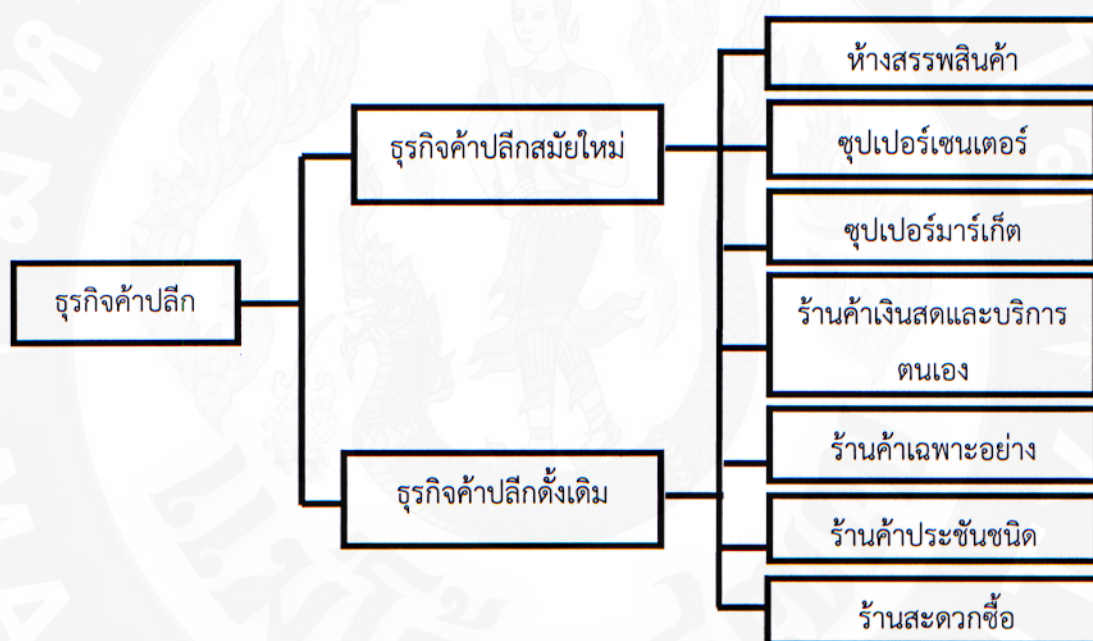 ธุรกิจค้าปลีก
ธุรกิจค้าปลีกสมัยใหม่
ธุรกิจค้าปลีกดั้งเดิม
ห้างสรรพสินค้า
ซุปเปอร์เซนเตอร์
ซุปเปอร์มาร์เก็ต
ร้านค้าเงินสดและบริการ
ตนเอง
ร้านค้าเฉพาะอย่าง
ร้านค้าประชันชนิด
ร้านสะดวกซื้อ